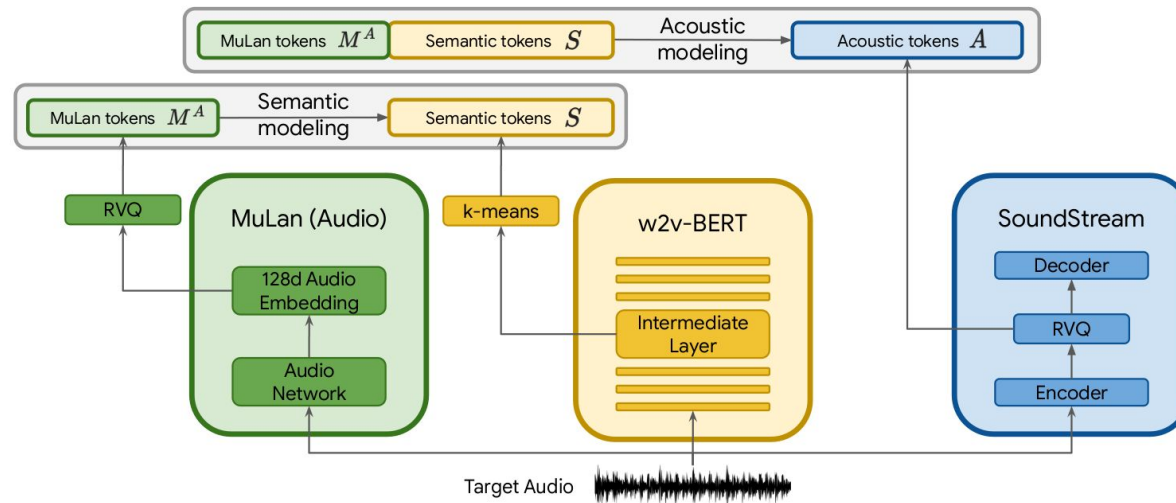 MuLan tokens M^A
Semantic tokens S
Acoustic
modeling
Acoustic tokens A
MuLan tokens M^A
Semantic
modeling
Semantic tokens S
RVQ
MuLan (Audio)
128d Audio
Embedding
Audio
Network
k-means
w2v-BERT
Intermediate
Layer
SoundStream
Decoder
RVQ
Encoder
Target Audio